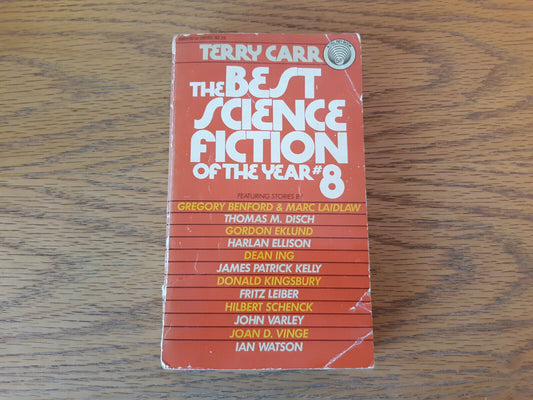 TERRY CARR
THE BEST
SCIENCE
FICTION
OF THE YEAR #8
FEATURING STORIES BY
GREGORY BENFORD & MARC LAIDLAW
THOMAS M. DISCH
GORDON EKLUND
HARLAN ELLISON
DEAN ING
JAMES PATRICK KELLY
DONALD KINGSBURY
FRITZ LEIBER
HILBERT SCHENCK
JOHN VARLEY
JOAN D. VINGE
IAN WATSON